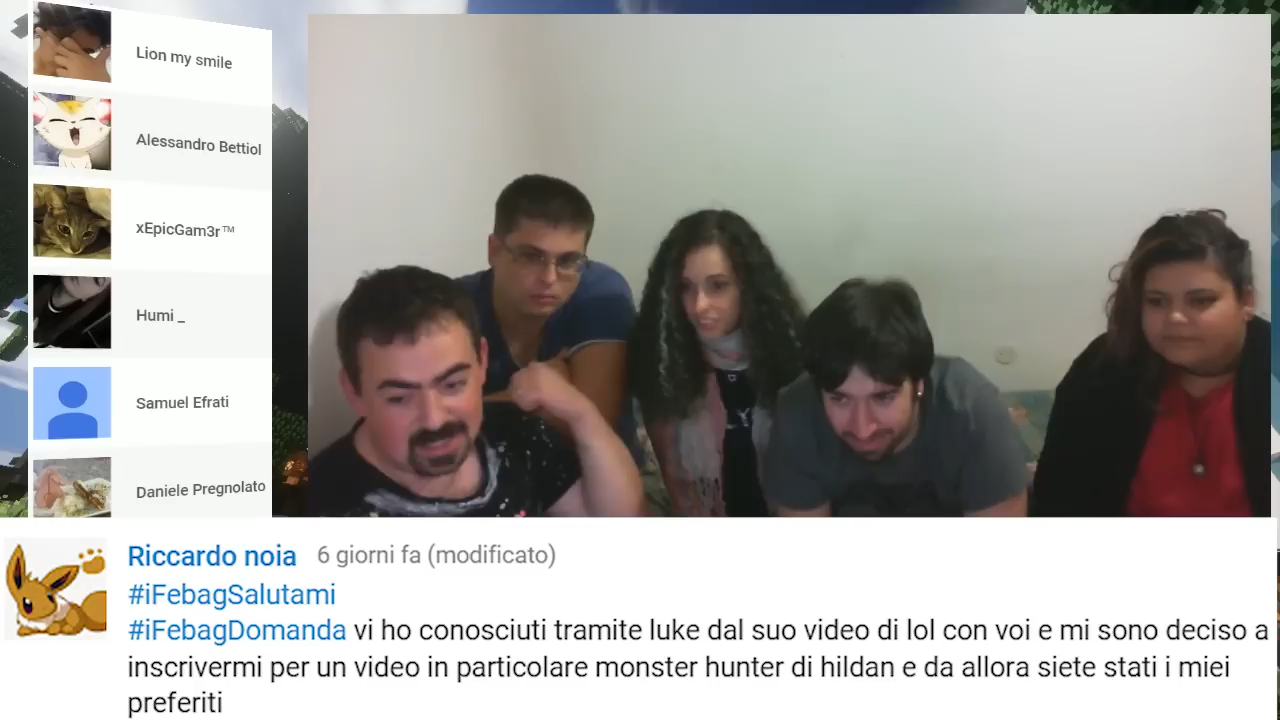 Lion my smile
Alessandro Bettiol
xEpicGam3r™
Humi _
Samuel Efrati
Daniele Pregnolato
Riccardo noia 6 giorni fa (modificato)
#iFebagSalutami
#iFebagDomanda vi ho conosciuti tramite luke dal suo video di lol con voi e mi sono deciso a
inscrivermi per un video in particolare monster hunter di hildan e da allora siete stati i miei
preferiti